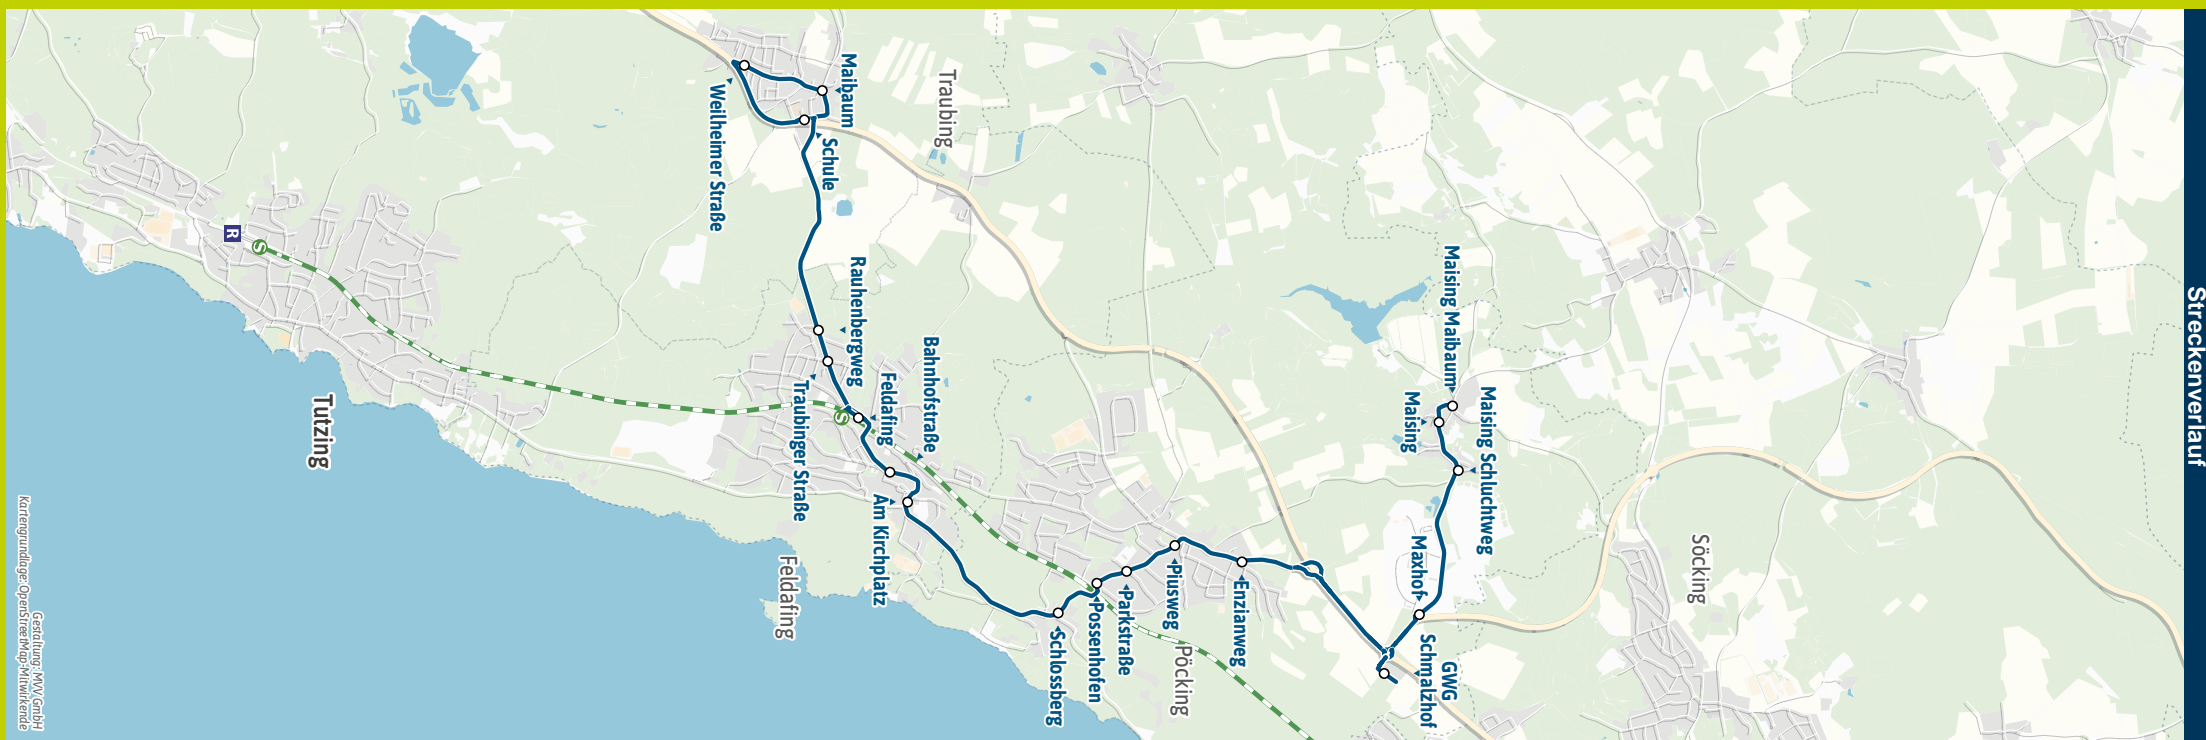 Streckenverlauf
Söcking
Maising Maibaum
Maising
Maising Schluchtweg
Maxhof
GWG
Schmalzhof
Enzianweg
Piusweg
Pöcking
Parkstraße
Possenhofen
Schlossberg
Traubing
Bahnhofstraße
Feldafing
Am Kirchplatz
Rauhenbergweg
Traubinger Straße
Feldafing
Maibaum
Schule
Weilheimer Straße
Tutzing
S
S
R
Gestaltung: MVV GmbH
Kartengrundlage: OpenStreetMap-Mitwirkende